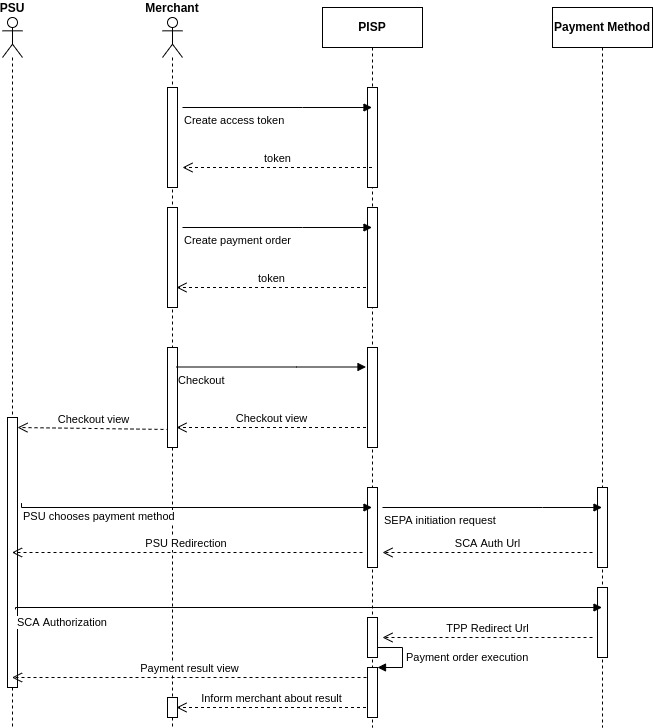 PSU
Merchant
PISP
Payment Method
Create access token
token
Create payment order
token
Checkout
Checkout view
Checkout view
PSU chooses payment method
SEPA initiation request
PSU Redirection
SCA Auth Url
SCA Authorization
TPP Redirect Url
Payment order execution
Payment result view
Inform merchant about result